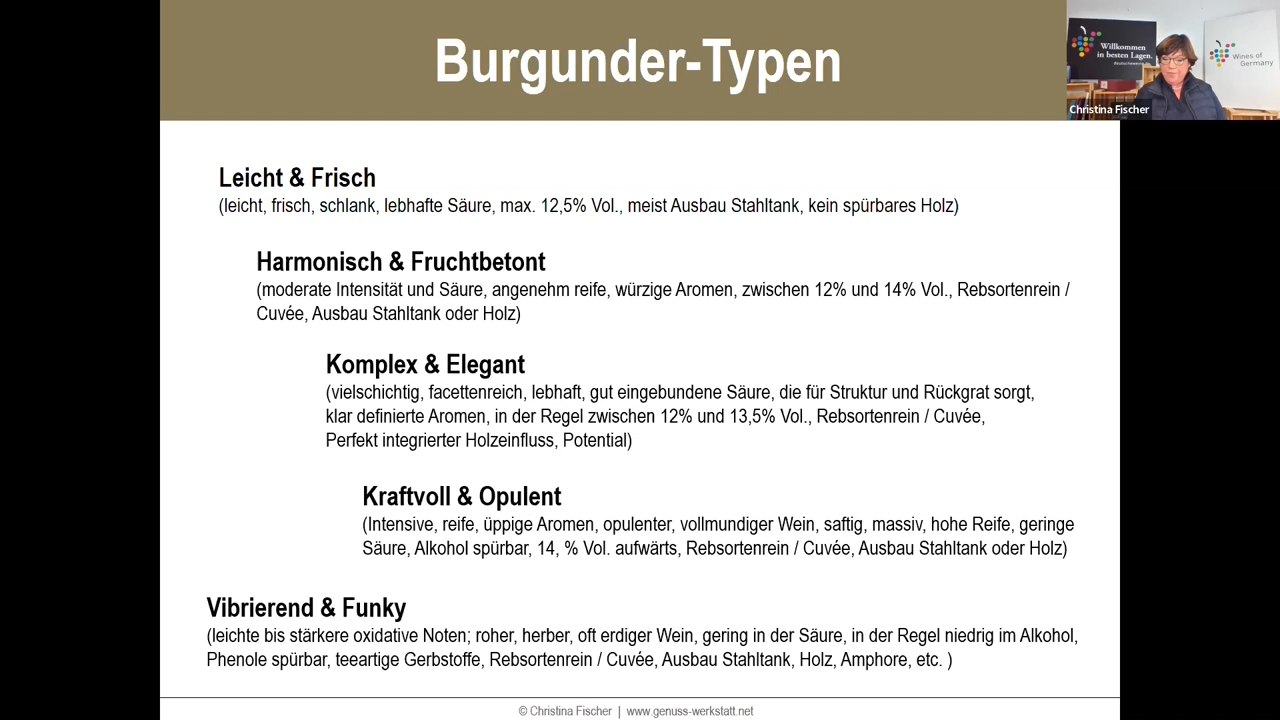 Burgunder-Typen
Willkommen
in besten Lagen.
Wines of
Germany
Christina Fischer
Leicht & Frisch
(leicht, frisch, schlank, lebhafte Säure, max. 12,5% Vol., meist Ausbau Stahltank, kein spürbares Holz)
Harmonisch & Fruchtbetont
(moderate Intensität und Säure, angenehm reife, würzige Aromen, zwischen 12% und 14% Vol., Rebsortenrein /
Cuvée, Ausbau Stahltank oder Holz)
Komplex & Elegant
(vielschichtig, facettenreich, lebhaft, gut eingebundene Säure, die für Struktur und Rückgrat sorgt,
klar definierte Aromen, in der Regel zwischen 12% und 13,5% Vol., Rebsortenrein / Cuvée,
Perfekt integrierter Holzeinfluss, Potential)
Kraftvoll & Opulent
(Intensive, reife, üppige Aromen, opulenter, vollmundiger Wein, saftig, massiv, hohe Reife, geringe
Säure, Alkohol spürbar, 14, % Vol. aufwärts, Rebsortenrein / Cuvée, Ausbau Stahltank oder Holz)
Vibrierend & Funky
(leichte bis stärkere oxidative Noten; roher, herber, oft erdiger Wein, gering in der Säure, in der Regel niedrig im Alkohol,
Phenole spürbar, teeartige Gerbstoffe, Rebsortenrein / Cuvée, Ausbau Stahltank, Holz, Amphore, etc. )
© Christina Fischer | www.genuss-werkstatt.net